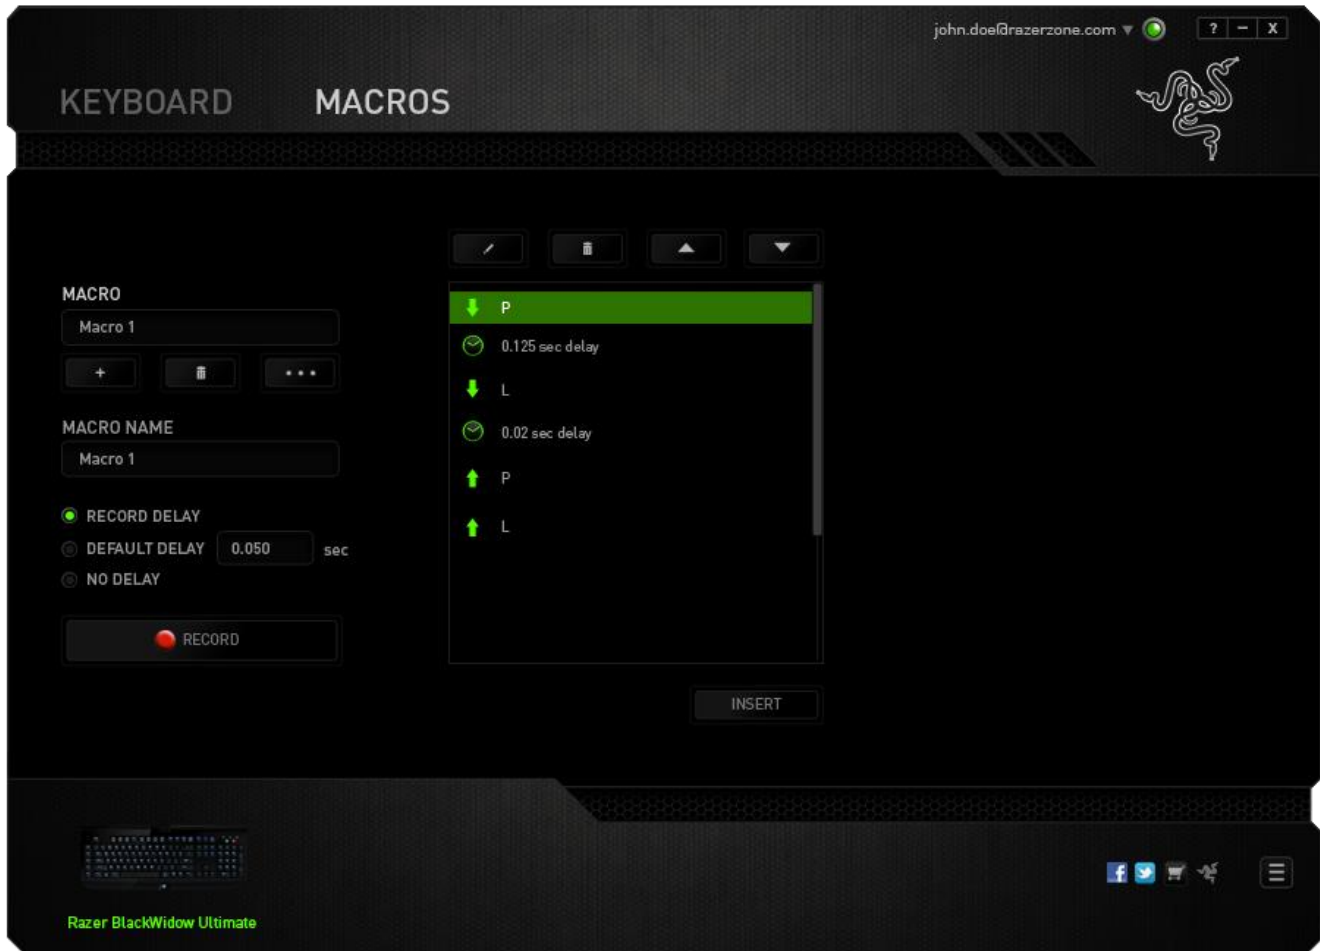 john.doe@razerzone.com
? – X
KEYBOARD MACROS
MACRO
Macro 1
+
MACRO NAME
Macro 1
RECORD DELAY
DEFAULT DELAY 0.050 sec
NO DELAY
RECORD
P
0.125 sec delay
L
0.02 sec delay
P
L
INSERT
Razer BlackWidow Ultimate
f